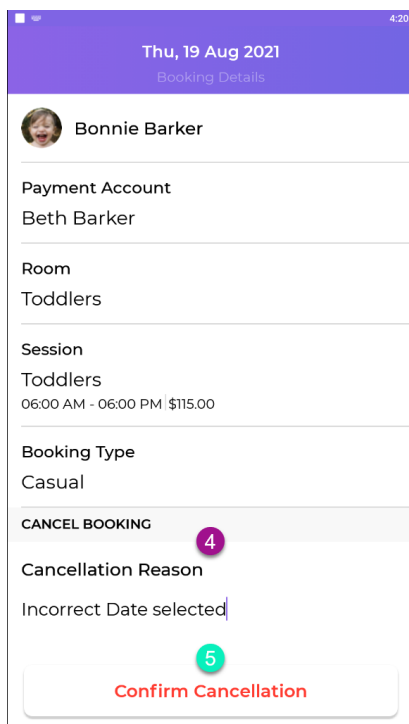 4:20
Thu, 19 Aug 2021
Booking Details
Bonnie Barker
Payment Account
Beth Barker
Room
Toddlers
Session
Toddlers
06:00 AM - 06:00 PM $115.00
Booking Type
Casual
CANCEL BOOKING
4
Cancellation Reason
Incorrect Date selected
5
Confirm Cancellation